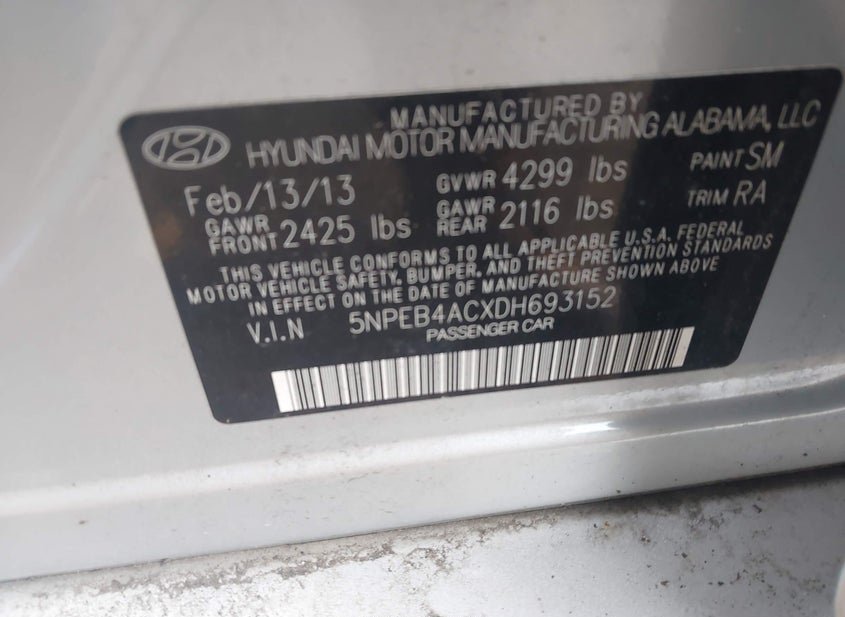 MANUFACTURED BY
HYUNDAI MOTOR MANUFACTURING ALABAMA, LLC
Feb/13/13 GVWR 4299 lbs PAINT SM
GAWR FRONT 2425 lbs GAWR REAR 2116 lbs TRIM RA
THIS VEHICLE CONFORMS TO ALL APPLICABLE U.S.A. FEDERAL
MOTOR VEHICLE SAFETY, BUMPER, AND THEFT PREVENTION STANDARDS
IN EFFECT ON THE DATE OF MANUFACTURE SHOWN ABOVE
V.I.N 5NPEB4ACXDH693152
PASSENGER CAR